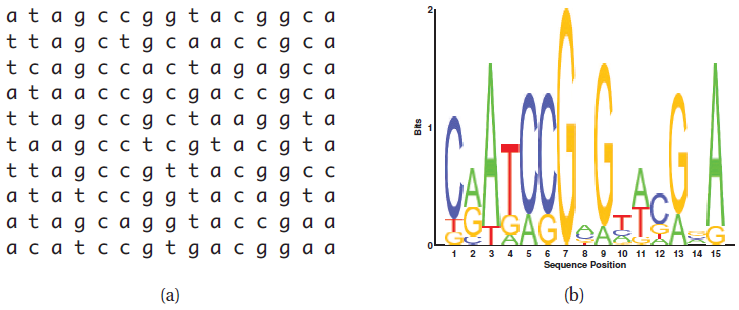 a t a g c c g g t a c g g c a
t t a g c t g c a a c c g c a
t c a g c c a c t a g a g c a
a t a a c c g c g a c c g c a
t t a g c c g c t a a g g t a
t a a g c c t c g t a c g t a
t t a g c c g t t a c g g c c
a t a t c c g g t a c a g t a
a t a g c a g g t a c c g a a
a c a t c c g t g a c g g a a
(a)
2
Bits
1
0
1 2 3 4 5 6 7 8 9 10 11 12 13 14 15
Sequence Position
(b)